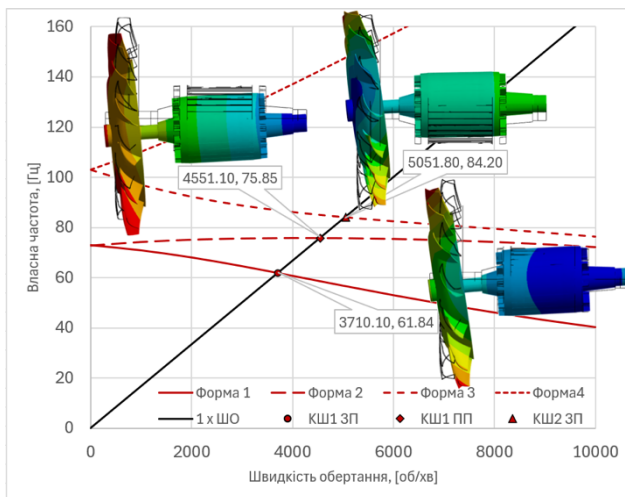 160
140
120
100
80
60
40
20
0
Власна частота, [Гц]
4551.10, 75.85
5051.80, 84.20
3710.10, 61.84
Форма 1
Форма 2
Форма 3
Форма4
1 x ШО
КШ1 ЗП
КШ1 ПП
КШ2 ЗП
0
2000
4000
6000
8000
10000
Швидкість обертання, [об/хв]